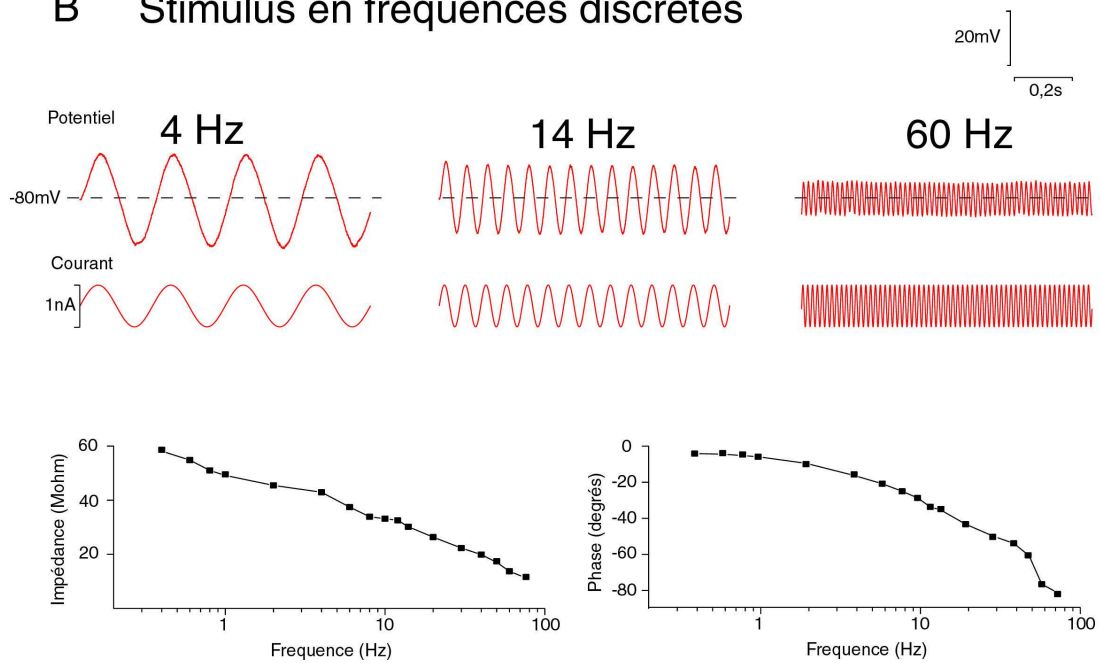 B Stimulus en fréquences discrètes
20mV
0,2s
Potentiel
4 Hz 14 Hz 60 Hz
-80mV
Courant
1nA
60
40
20
Impédance (Mohm)
1 10 100
Frequence (Hz)
0
-20
-40
-60
-80
Phase (degrés)
1 10 100
Frequence (Hz)